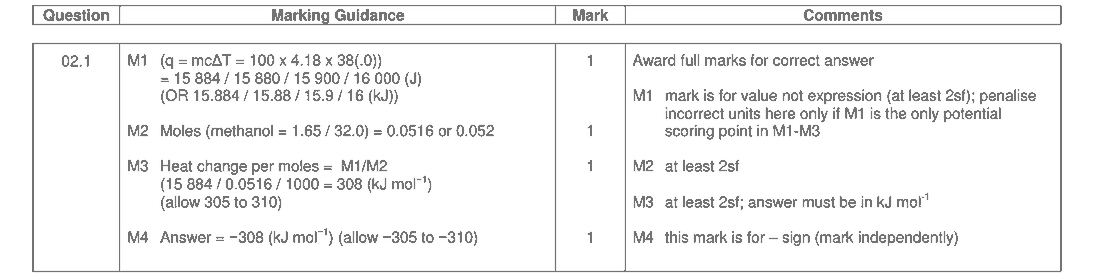 Question Marking Guidance Mark Comments
02.1 M1 (q = mcΔT = 100 x 4.18 x 38(.0)) 1 Award full marks for correct answer
= 15 884 / 15 880 / 15 900 / 16 000 (J)
(OR 15.884 / 15.88 / 15.9 / 16 (kJ)) M1 mark is for value not expression (at least 2sf); penalise
incorrect units here only if M1 is the only potential
M2 Moles (methanol = 1.65 / 32.0) = 0.0516 or 0.052 1 scoring point in M1-M3
M3 Heat change per moles = M1/M2 1 M2 at least 2sf
(15 884 / 0.0516 / 1000 = 308 (kJ mol⁻¹)
(allow 305 to 310) M3 at least 2sf; answer must be in kJ mol⁻¹
M4 Answer = −308 (kJ mol⁻¹) (allow −305 to −310) 1 M4 this mark is for – sign (mark independently)